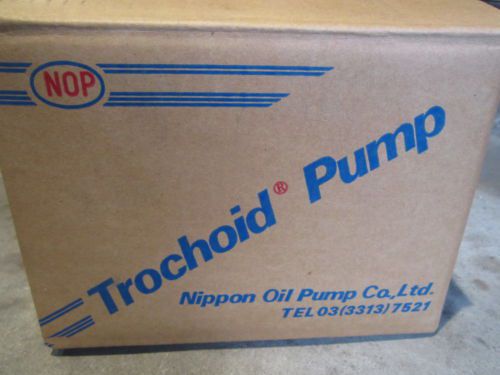 NOP
Trochoid® Pump
Nippon Oil Pump Co.,Ltd.
TEL 03(3313)7521